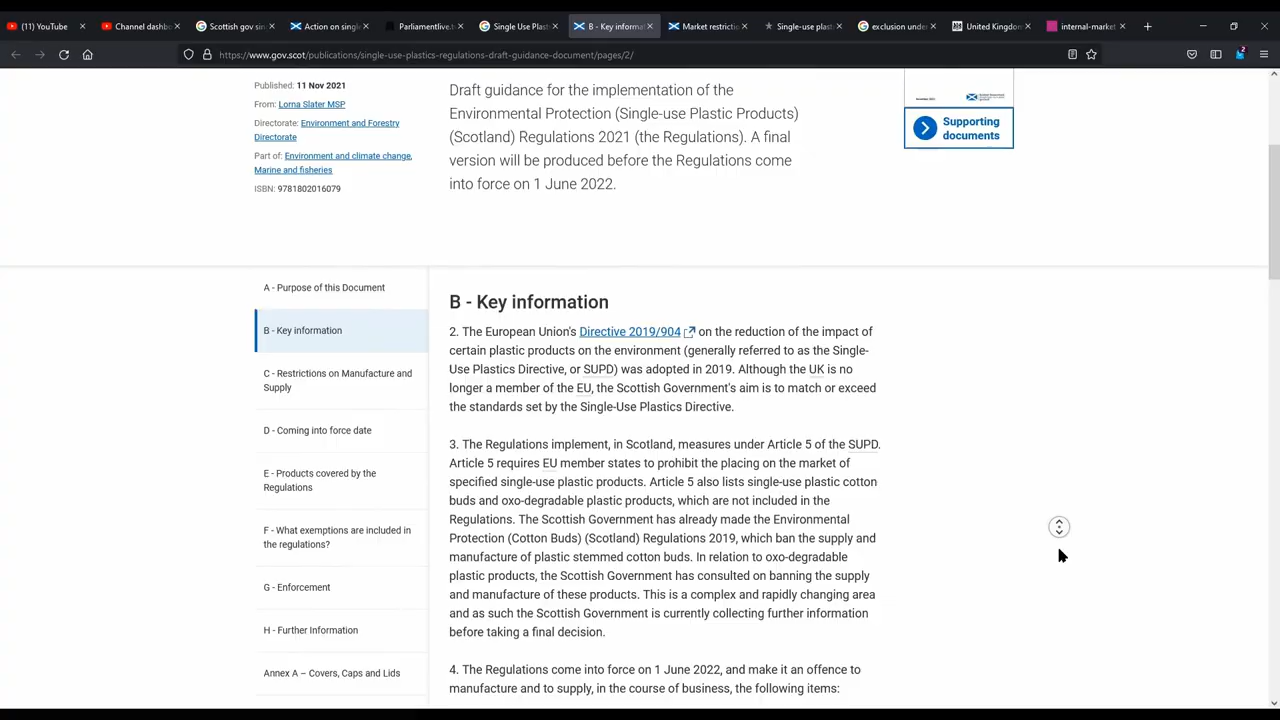 (11) YouTube
Channel dashb
Scottish gov sin
Action on singl
Parliamentlive.t
Single Use Plast
B - Key informat
Market restricti
Single-use plast
exclusion under
United Kingdo
internal-market
https://www.gov.scot/publications/single-use-plastics-regulations-draft-guidance-document/pages/2/
2
Published: 11 Nov 2021
From: Lorna Slater MSP
Directorate: Environment and Forestry
Directorate
Part of: Environment and climate change,
Marine and fisheries
ISBN: 9781802016079
Draft guidance for the implementation of the
Environmental Protection (Single-use Plastic Products)
(Scotland) Regulations 2021 (the Regulations). A final
version will be produced before the Regulations come
into force on 1 June 2022.
Supporting
documents
A - Purpose of this Document
B - Key information
C - Restrictions on Manufacture and
Supply
D - Coming into force date
E - Products covered by the
Regulations
F - What exemptions are included in
the regulations?
G - Enforcement
H - Further Information
Annex A – Covers, Caps and Lids
B - Key information
2. The European Union's Directive 2019/904 on the reduction of the impact of
certain plastic products on the environment (generally referred to as the Single-
Use Plastics Directive, or SUPD) was adopted in 2019. Although the UK is no
longer a member of the EU, the Scottish Government's aim is to match or exceed
the standards set by the Single-Use Plastics Directive.
3. The Regulations implement, in Scotland, measures under Article 5 of the SUPD.
Article 5 requires EU member states to prohibit the placing on the market of
specified single-use plastic products. Article 5 also lists single-use plastic cotton
buds and oxo-degradable plastic products, which are not included in the
Regulations. The Scottish Government has already made the Environmental
Protection (Cotton Buds) (Scotland) Regulations 2019, which ban the supply and
manufacture of plastic stemmed cotton buds. In relation to oxo-degradable
plastic products, the Scottish Government has consulted on banning the supply
and manufacture of these products. This is a complex and rapidly changing area
and as such the Scottish Government is currently collecting further information
before taking a final decision.
4. The Regulations come into force on 1 June 2022, and make it an offence to
manufacture and to supply, in the course of business, the following items: